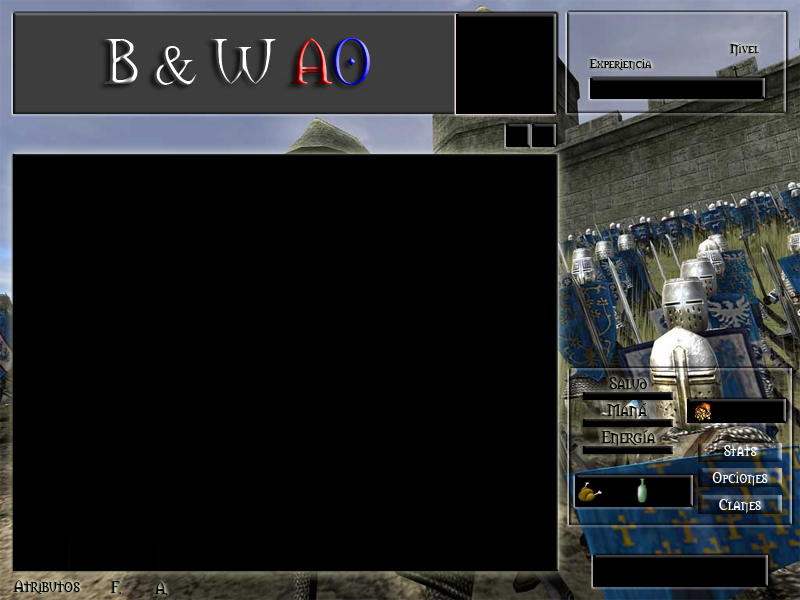 B & W AO
Nivel
Experiencia
Salud
Maná
Energía
Stats
Opciones
Clanes
Atributos F. A